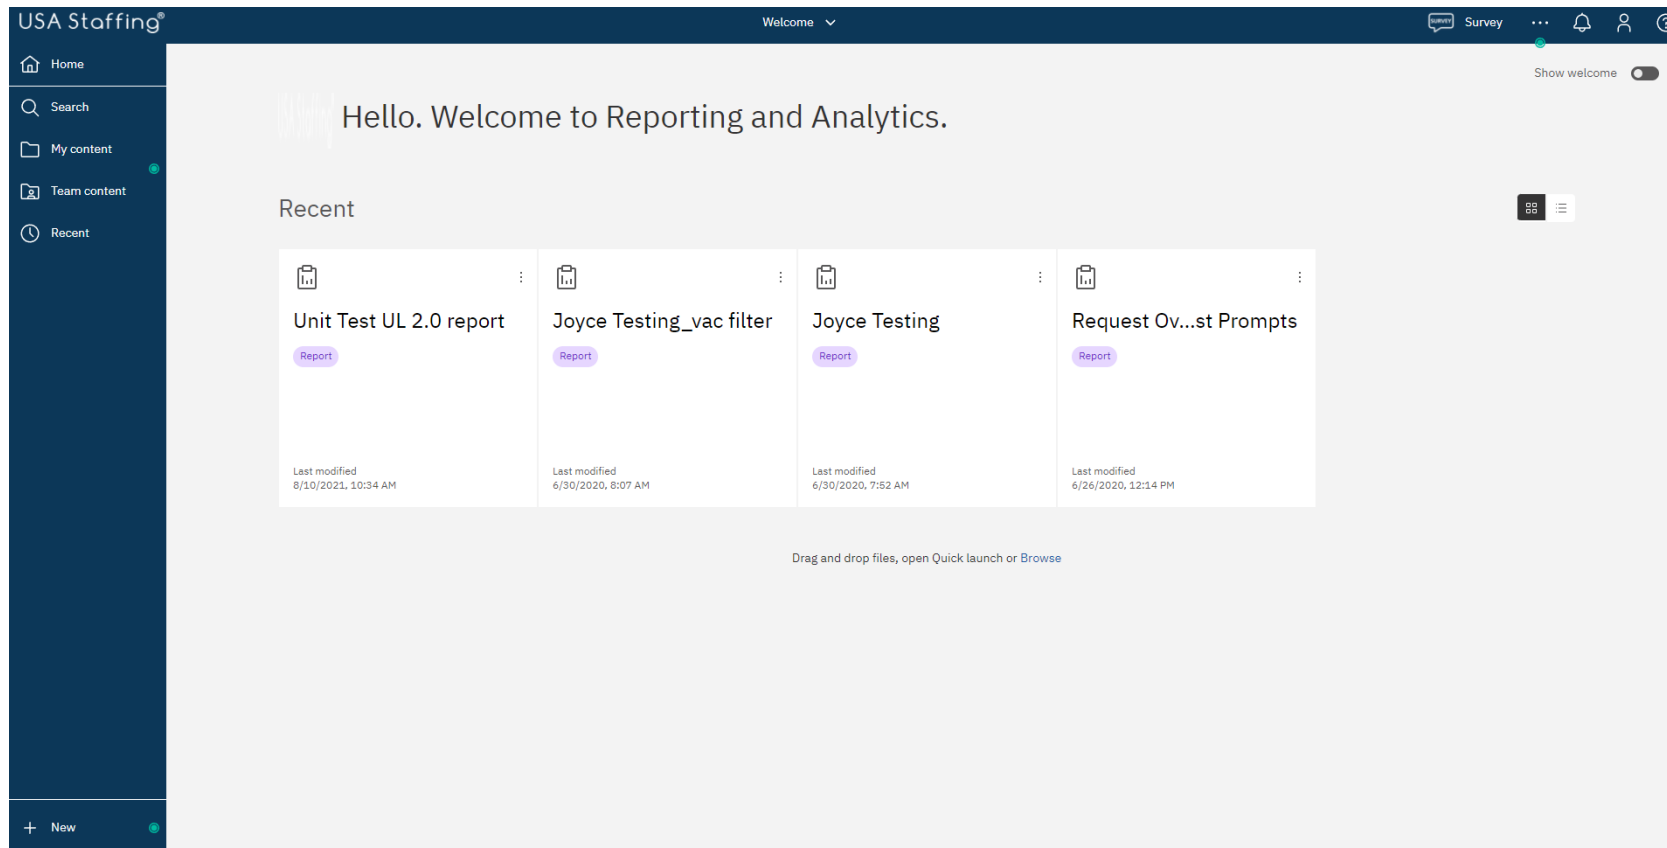 USA Staffing®
Welcome
SURVEY Survey
Home
Search
My content
Team content
Recent
New
Show welcome
Hello. Welcome to Reporting and Analytics.
Recent
Unit Test UL 2.0 report
Report
Last modified
8/10/2021, 10:34 AM
Joyce Testing_vac filter
Report
Last modified
6/30/2020, 8:07 AM
Joyce Testing
Report
Last modified
6/30/2020, 7:52 AM
Request Ov...st Prompts
Report
Last modified
6/26/2020, 12:14 PM
Drag and drop files, open Quick launch or Browse